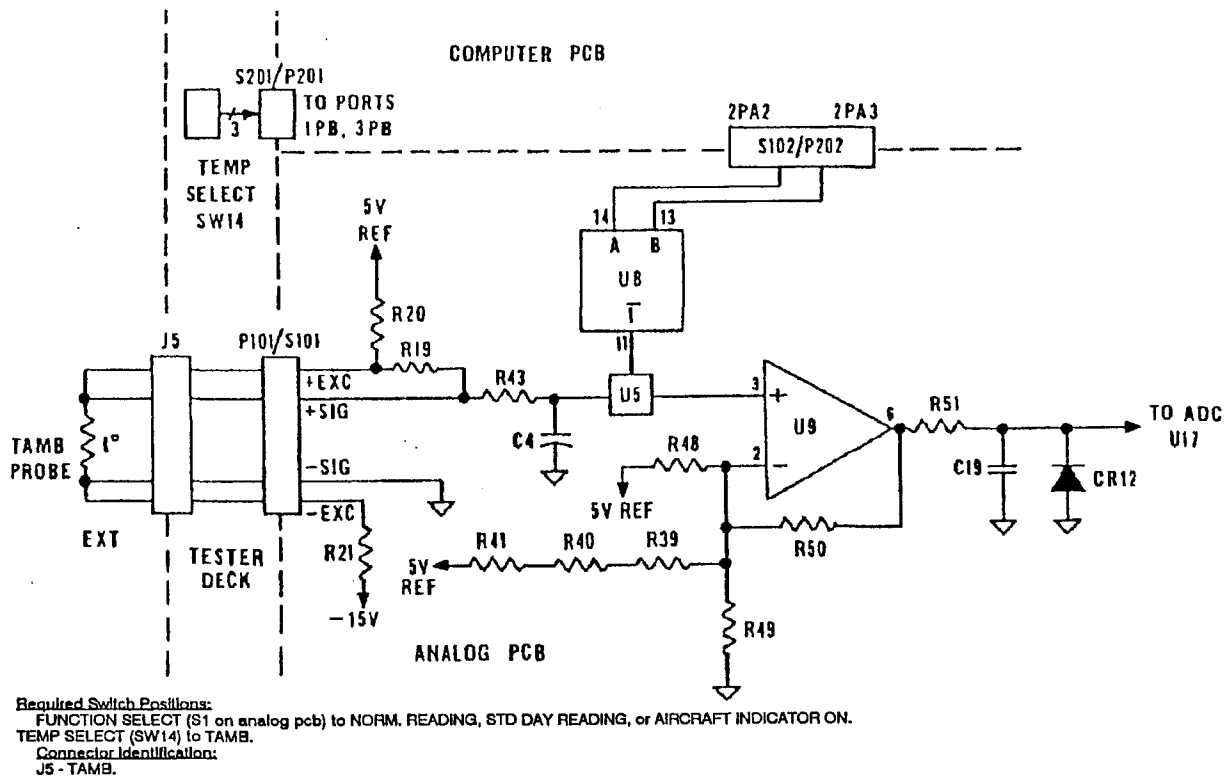 COMPUTER PCB
S201/P201
TO PORTS
1PB, 3PB
3
TEMP
SELECT
SW14
2PA2 2PA3
S102/P202
14 13
A B
U8
1
11
5V
REF
R20
R19
J5
P101/S101
+EXC
+SIG
R43
U5
C4
3
+
U9
6
R51
TO ADC
U17
TAMB
PROBE
t°
-SIG
-EXC
R48
2
-
5V REF
C19
CR12
R50
EXT
TESTER
DECK
R21
-15V
5V
REF
R41
R40
R39
R49
ANALOG PCB
Required Switch Positions:
FUNCTION SELECT (S1 on analog pcb) to NORM. READING, STD DAY READING, or AIRCRAFT INDICATOR ON.
TEMP SELECT (SW14) to TAMB.
Connector Identification:
J5 - TAMB.